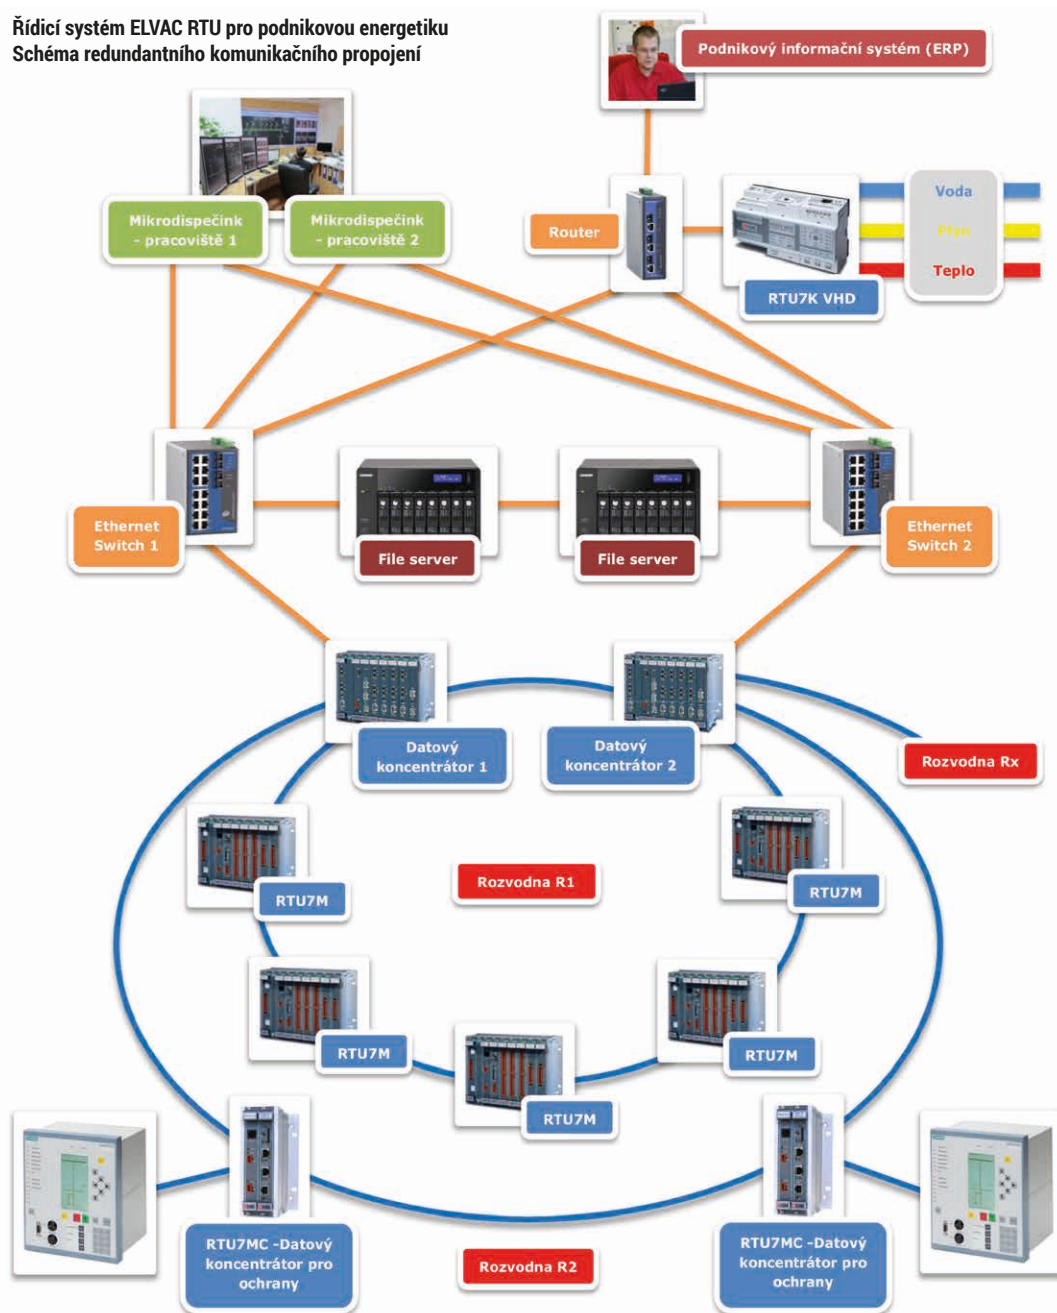 Řídicí systém ELVAC RTU pro podnikovou energetiku
Schéma redundantního komunikačního propojení
Podnikový informační systém (ERP)
Mikrodispečink
- pracoviště 1
Mikrodispečink
- pracoviště 2
Router
RTU7K VHD
Voda
Plyn
Teplo
Ethernet
Switch 1
File server
File server
Ethernet
Switch 2
Datový
koncentrátor 1
Datový
koncentrátor 2
Rozvodna Rx
RTU7M
Rozvodna R1
RTU7M
RTU7M
RTU7M
RTU7M
RTU7MC -Datový
koncentrátor pro
ochrany
Rozvodna R2
RTU7MC -Datový
koncentrátor pro
ochrany